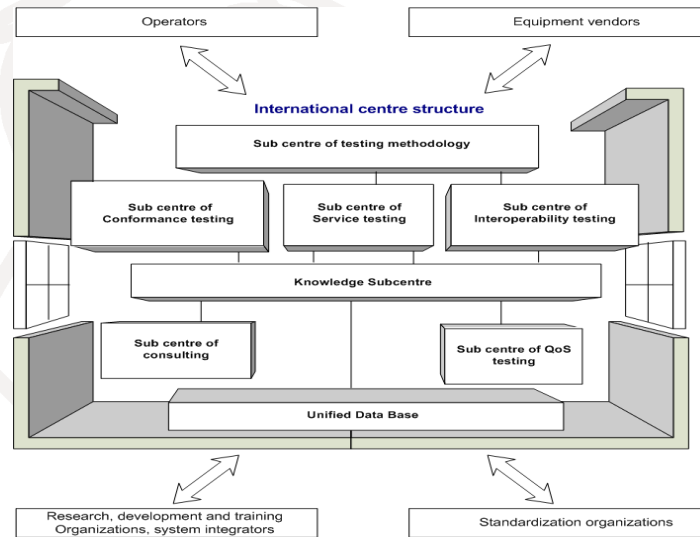 Operators
Equipment vendors
International centre structure
Sub centre of testing methodology
Sub centre of
Conformance testing
Sub centre of
Service testing
Sub centre of
Interoperability testing
Knowledge Subcentre
Sub centre of
consulting
Sub centre of QoS
testing
Unified Data Base
Research, development and training
Organizations, system integrators
Standardization organizations